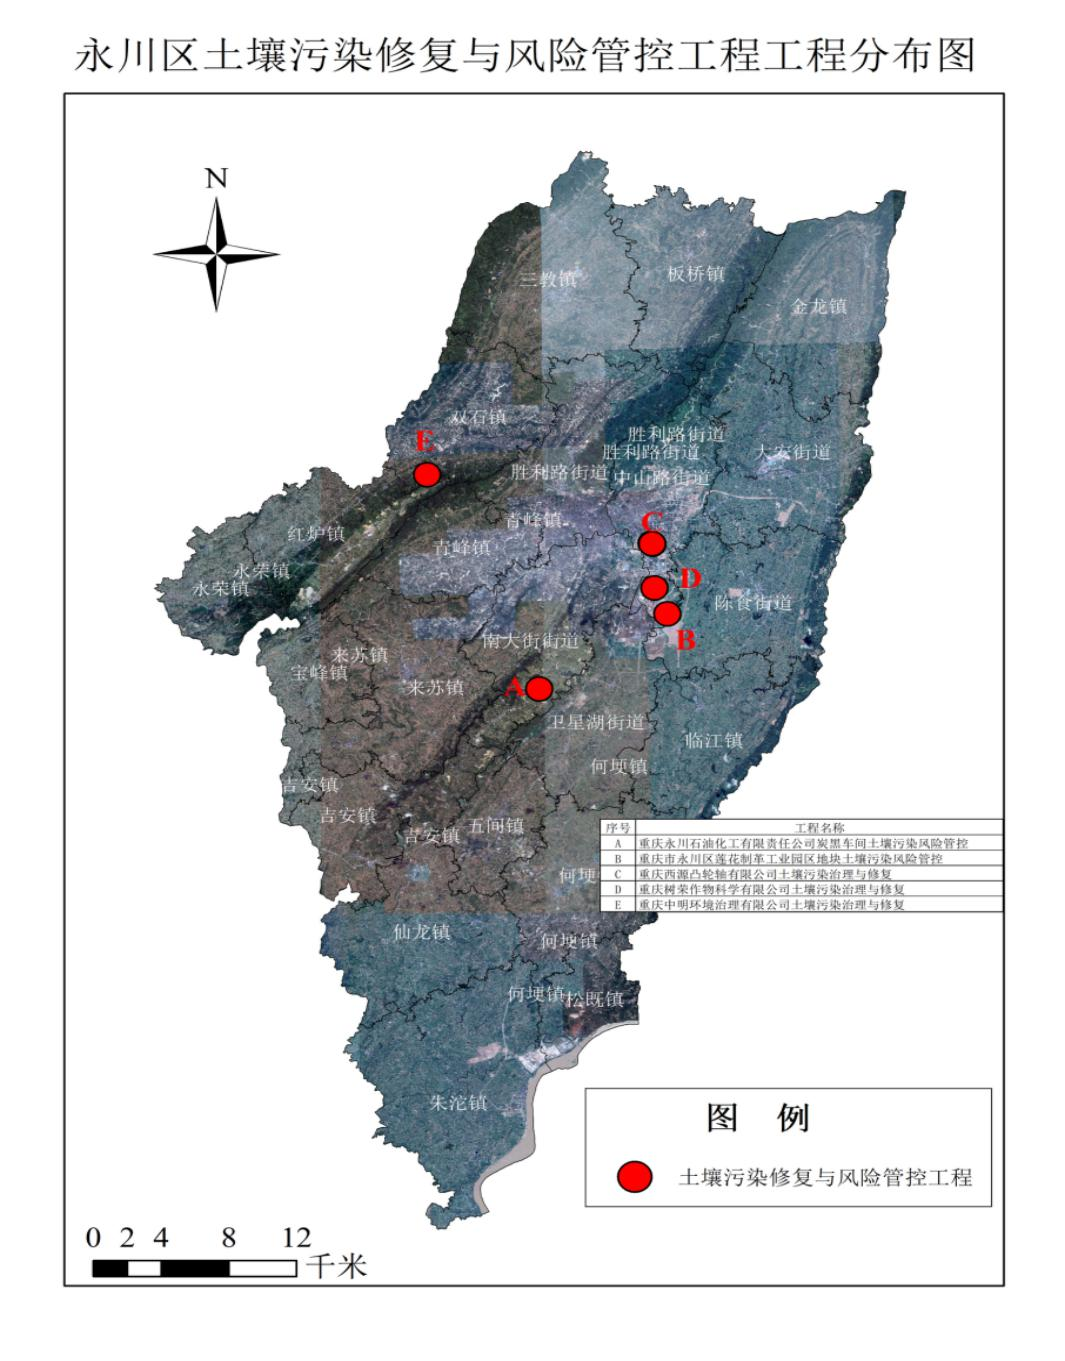 永川区土壤污染修复与风险管控工程工程分布图
N
三教镇
板桥镇
金龙镇
双石镇
E
胜利路街道
胜利路街道
大安街道
胜利路街道
中山路街道
青峰镇
C
红炉镇
青峰镇
永荣镇
永荣镇
D
陈食街道
南大街街道
B
来苏镇
宝峰镇
来苏镇
A
卫星湖街道
临江镇
何埂镇
吉安镇
吉安镇
吉安镇
五间镇
序号 工程名称
A 重庆永川石油化工有限责任公司炭黑车间土壤污染风险管控
B 重庆市永川区莲花制革工业园区地块土壤污染风险管控
C 重庆西源凸轮轴有限公司土壤污染治理与修复
D 重庆树荣作物科学有限公司土壤污染治理与修复
E 重庆中明环境治理有限公司土壤污染治理与修复
何埂
仙龙镇
何埂镇
何埂镇
松既镇
朱沱镇
图 例
土壤污染修复与风险管控工程
0 2 4 8 12
千米